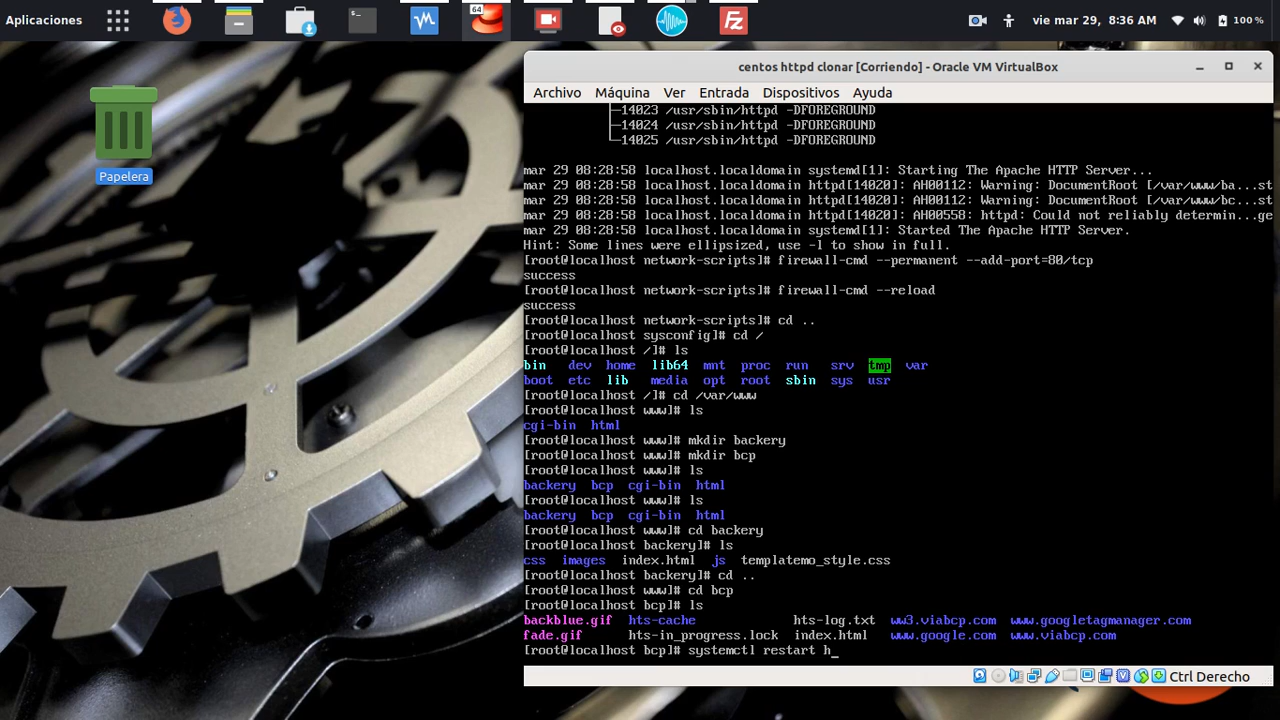 Aplicaciones
64
vie mar 29, 8:36 AM
100 %
Papelera
centos httpd clonar [Corriendo] - Oracle VM VirtualBox
Archivo Máquina Ver Entrada Dispositivos Ayuda
├─14023 /usr/sbin/httpd -DFOREGROUND
├─14024 /usr/sbin/httpd -DFOREGROUND
└─14025 /usr/sbin/httpd -DFOREGROUND
mar 29 08:28:58 localhost.localdomain systemd[1]: Starting The Apache HTTP Server...
mar 29 08:28:58 localhost.localdomain httpd[14020]: AH00112: Warning: DocumentRoot [/var/www/ba...st
mar 29 08:28:58 localhost.localdomain httpd[14020]: AH00112: Warning: DocumentRoot [/var/www/bc...st
mar 29 08:28:58 localhost.localdomain httpd[14020]: AH00558: httpd: Could not reliably determin...ge
mar 29 08:28:58 localhost.localdomain systemd[1]: Started The Apache HTTP Server.
Hint: Some lines were ellipsized, use -l to show in full.
[root@localhost network-scripts]# firewall-cmd --permanent --add-port=80/tcp
success
[root@localhost network-scripts]# firewall-cmd --reload
success
[root@localhost network-scripts]# cd ..
[root@localhost sysconfig]# cd /
[root@localhost /]# ls
bin dev home lib64 mnt proc run srv tmp var
boot etc lib media opt root sbin sys usr
[root@localhost /]# cd /var/www
[root@localhost www]# ls
cgi-bin html
[root@localhost www]# mkdir backery
[root@localhost www]# mkdir bcp
[root@localhost www]# ls
backery bcp cgi-bin html
[root@localhost www]# ls
backery bcp cgi-bin html
[root@localhost www]# cd backery
[root@localhost backery]# ls
css images index.html js templatemo_style.css
[root@localhost backery]# cd ..
[root@localhost www]# cd bcp
[root@localhost bcp]# ls
backblue.gif hts-cache hts-log.txt ww3.viabcp.com www.googletagmanager.com
fade.gif hts-in_progress.lock index.html www.google.com www.viabcp.com
[root@localhost bcp]# systemctl restart h_
Ctrl Derecho